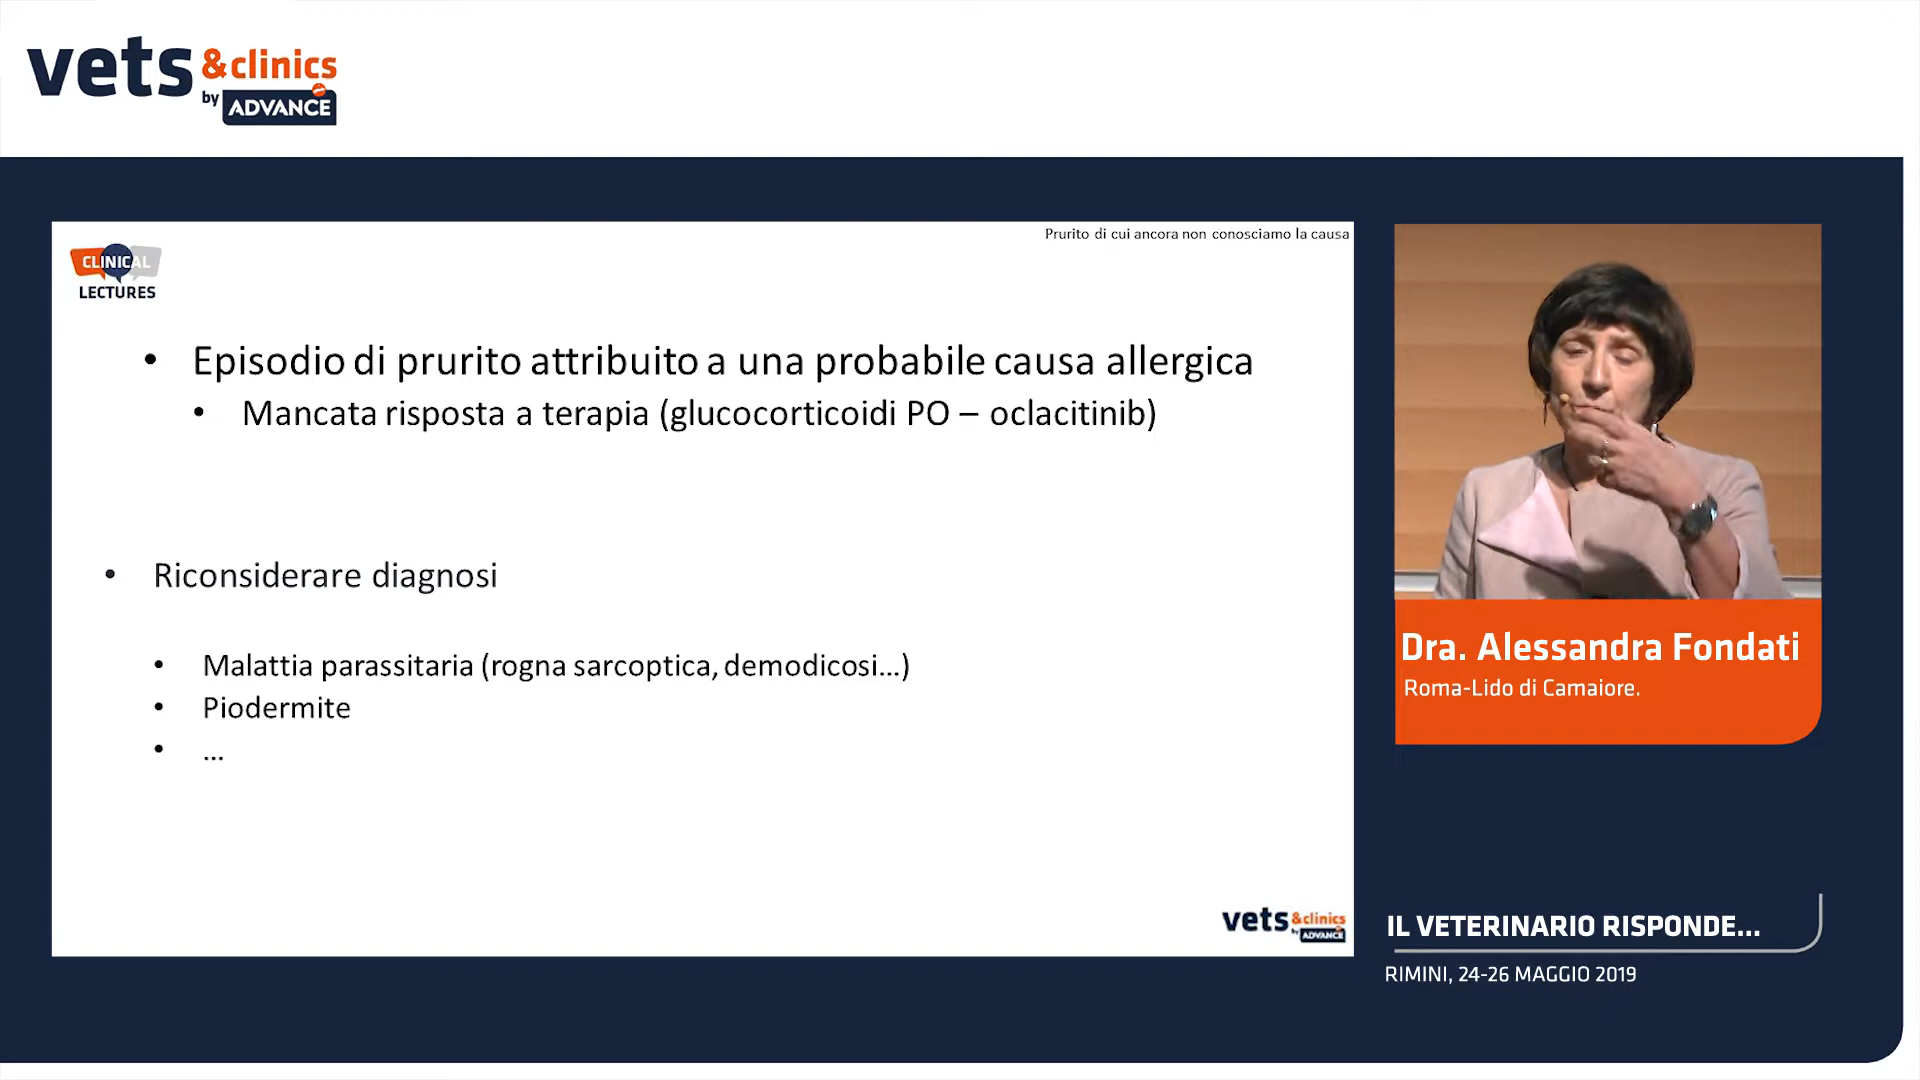 vets &clinics
by ADVANCE
Prurito di cui ancora non conosciamo la causa
CLINICAL
LECTURES
• Episodio di prurito attribuito a una probabile causa allergica
• Mancata risposta a terapia (glucocorticoidi PO – oclacitinib)
• Riconsiderare diagnosi
• Malattia parassitaria (rogna sarcoptica, demodicosi...)
• Piodermite
• ...
vets &clinics
by ADVANCE
Dra. Alessandra Fondati
Roma-Lido di Camaiore.
IL VETERINARIO RISPONDE...
RIMINI, 24-26 MAGGIO 2019